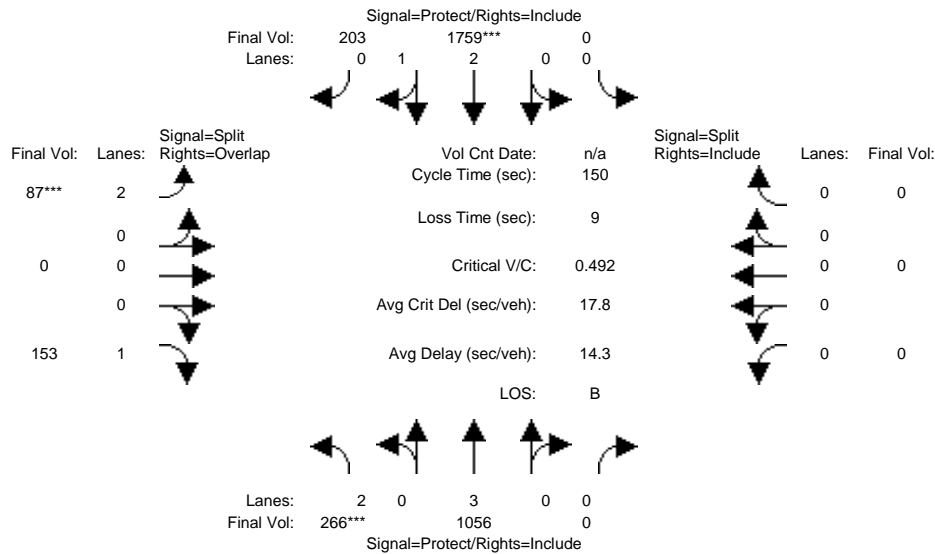 Signal=Protect/Rights=Include
Final Vol: 203 1759*** 0
Lanes: 0 1 2 0 0
Signal=Split
Final Vol: Lanes: Rights=Overlap
Vol Cnt Date: n/a
Signal=Split
Rights=Include Lanes: Final Vol:
Cycle Time (sec): 150
87*** 2 0 0
Loss Time (sec): 9
0 0
0 0 Critical V/C: 0.492 0 0
0 Avg Crit Del (sec/veh): 17.8 0
153 1 Avg Delay (sec/veh): 14.3 0 0
LOS: B
Lanes: 2 0 3 0 0
Final Vol: 266*** 1056 0
Signal=Protect/Rights=Include